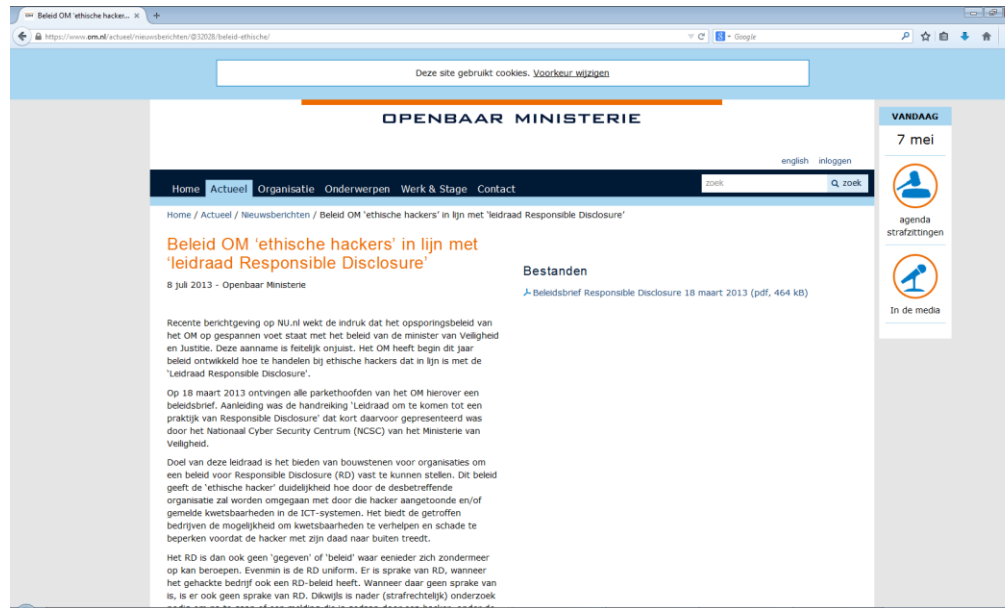 Beleid OM 'ethische hacker...
https://www.om.nl/actueel/nieuwsberichten/@32028/beleid-ethische/
Google
Deze site gebruikt cookies. Voorkeur wijzigen
OPENBAAR MINISTERIE
VANDAAG
7 mei
english inloggen
Home Actueel Organisatie Onderwerpen Werk & Stage Contact
zoek
zoek
Home / Actueel / Nieuwsberichten / Beleid OM 'ethische hackers' in lijn met 'leidraad Responsible Disclosure'
agenda
strafzittingen
In de media
Beleid OM 'ethische hackers' in lijn met
'leidraad Responsible Disclosure'
8 juli 2013 - Openbaar Ministerie
Bestanden
Beleidsbrief Responsible Disclosure 18 maart 2013 (pdf, 464 kB)
Recente berichtgeving op NU.nl wekt de indruk dat het opsporingsbeleid van
het OM op gespannen voet staat met het beleid van de minister van Veiligheid
en Justitie. Deze aanname is feitelijk onjuist. Het OM heeft begin dit jaar
beleid ontwikkeld hoe te handelen bij ethische hackers dat in lijn is met de
'Leidraad Responsible Disclosure'.
Op 18 maart 2013 ontvingen alle parkethoofden van het OM hierover een
beleidsbrief. Aanleiding was de handreiking 'Leidraad om te komen tot een
praktijk van Responsible Disclosure' dat kort daarvoor gepresenteerd was
door het Nationaal Cyber Security Centrum (NCSC) van het Ministerie van
Veiligheid.
Doel van deze leidraad is het bieden van bouwstenen voor organisaties om
een beleid voor Responsible Disclosure (RD) vast te kunnen stellen. Dit beleid
geeft de 'ethische hacker' duidelijkheid hoe door de desbetreffende
organisatie zal worden omgegaan met door die hacker aangetoonde en/of
gemelde kwetsbaarheden in de ICT-systemen. Het biedt de getroffen
bedrijven de mogelijkheid om kwetsbaarheden te verhelpen en schade te
beperken voordat de hacker met zijn daad naar buiten treedt.
Het RD is dan ook geen 'gegeven' of 'beleid' waar eenieder zich zondermeer
op kan beroepen. Evenmin is de RD uniform. Er is sprake van RD, wanneer
het gehackte bedrijf ook een RD-beleid heeft. Wanneer daar geen sprake van
is, is er ook geen sprake van RD. Dikwijls is nader (strafrechtelijk) onderzoek